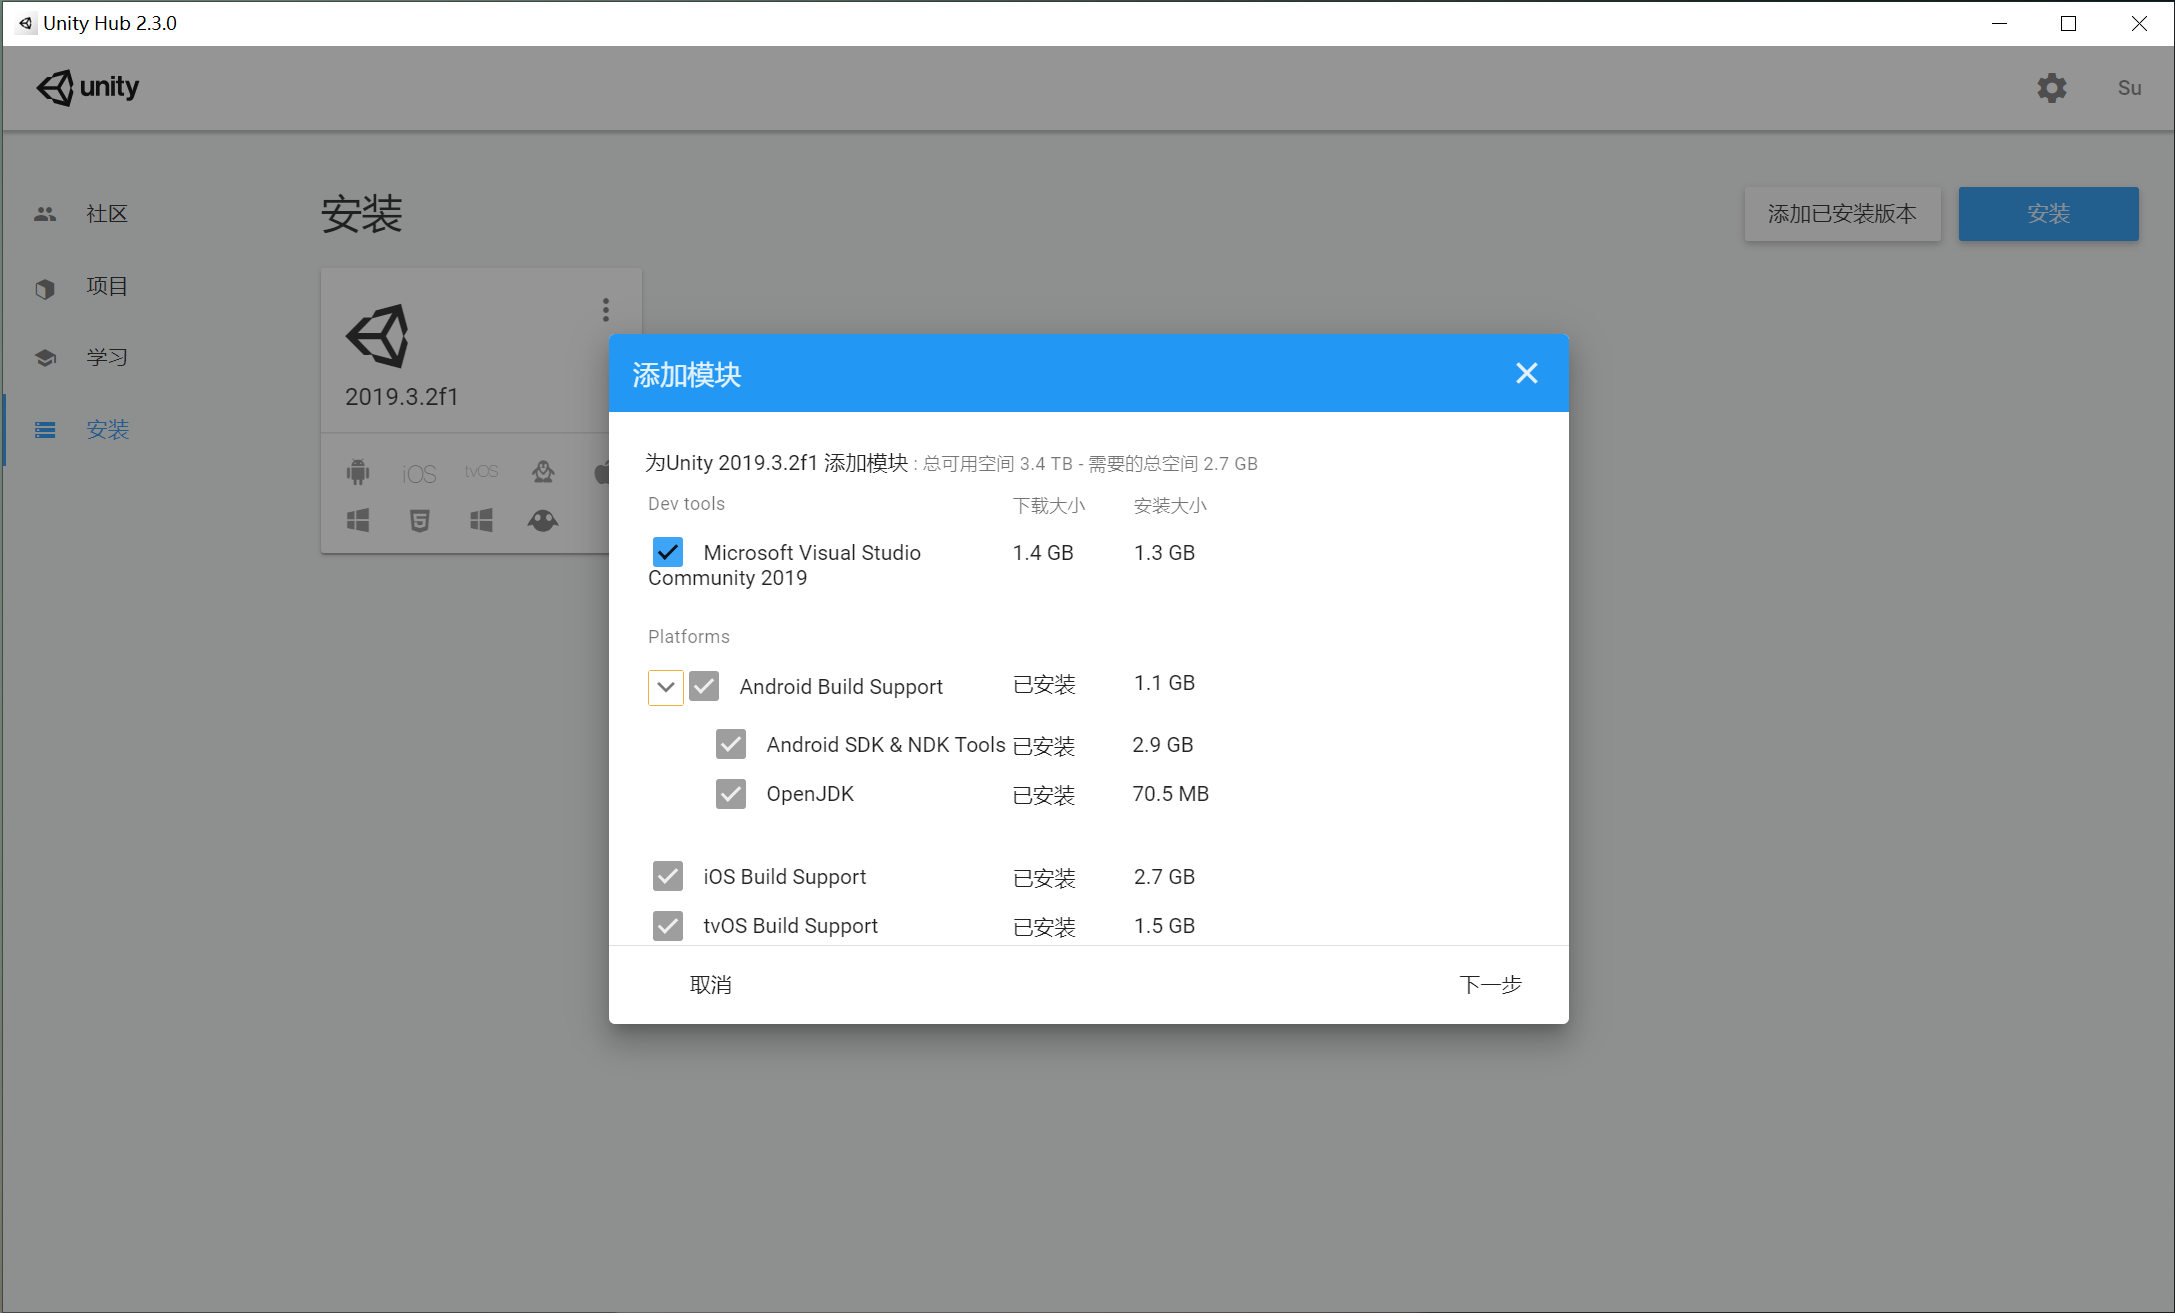 Unity Hub 2.3.0
unity
Su
社区
项目
学习
安装
安装
添加已安装版本
安装
2019.3.2f1
iOS
tvOS
添加模块
为Unity 2019.3.2f1 添加模块 : 总可用空间 3.4 TB - 需要的总空间 2.7 GB
Dev tools 下载大小 安装大小
Microsoft Visual Studio 1.4 GB 1.3 GB
Community 2019
Platforms
Android Build Support 已安装 1.1 GB
Android SDK & NDK Tools 已安装 2.9 GB
OpenJDK 已安装 70.5 MB
iOS Build Support 已安装 2.7 GB
tvOS Build Support 已安装 1.5 GB
取消
下一步